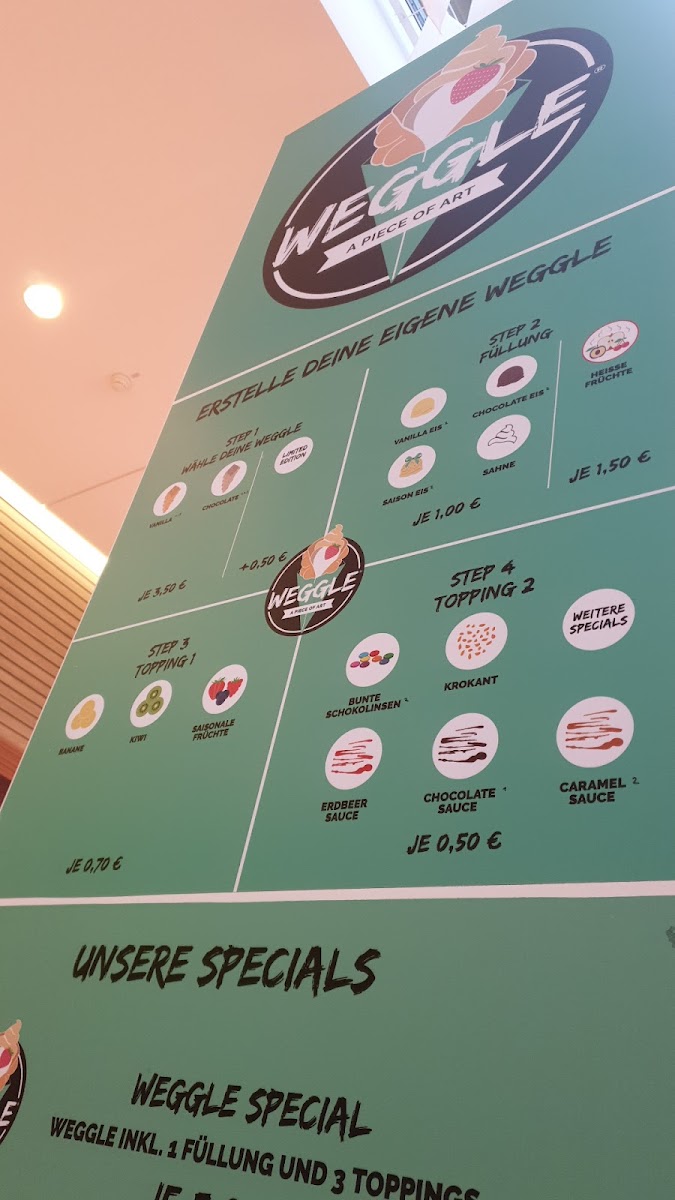 WEGGLE
A PIECE OF ART
ERSTELLE DEINE EIGENE WEGGLE
STEP 1
WÄHLE DEINE WEGGLE
VANILLA
CHOCOLATE
LIMITED
EDITION
JE 3,50 €
+0,50 €
STEP 2
FÜLLUNG
VANILLA EIS
CHOCOLATE EIS
SAISON EIS
SAHNE
JE 1,00 €
HEISSE
FRÜCHTE
JE 1,50 €
WEGGLE
A PIECE OF ART
STEP 3
TOPPING 1
BANANE
KIWI
SAISONALE
FRÜCHTE
JE 0,70 €
STEP 4
TOPPING 2
BUNTE
SCHOKOLINSEN
KROKANT
WEITERE
SPECIALS
ERDBEER
SAUCE
CHOCOLATE
SAUCE
CARAMEL 2
SAUCE
JE 0,50 €
UNSERE SPECIALS
WEGGLE SPECIAL
WEGGLE INKL. 1 FÜLLUNG UND 3 TOPPINGS
JE